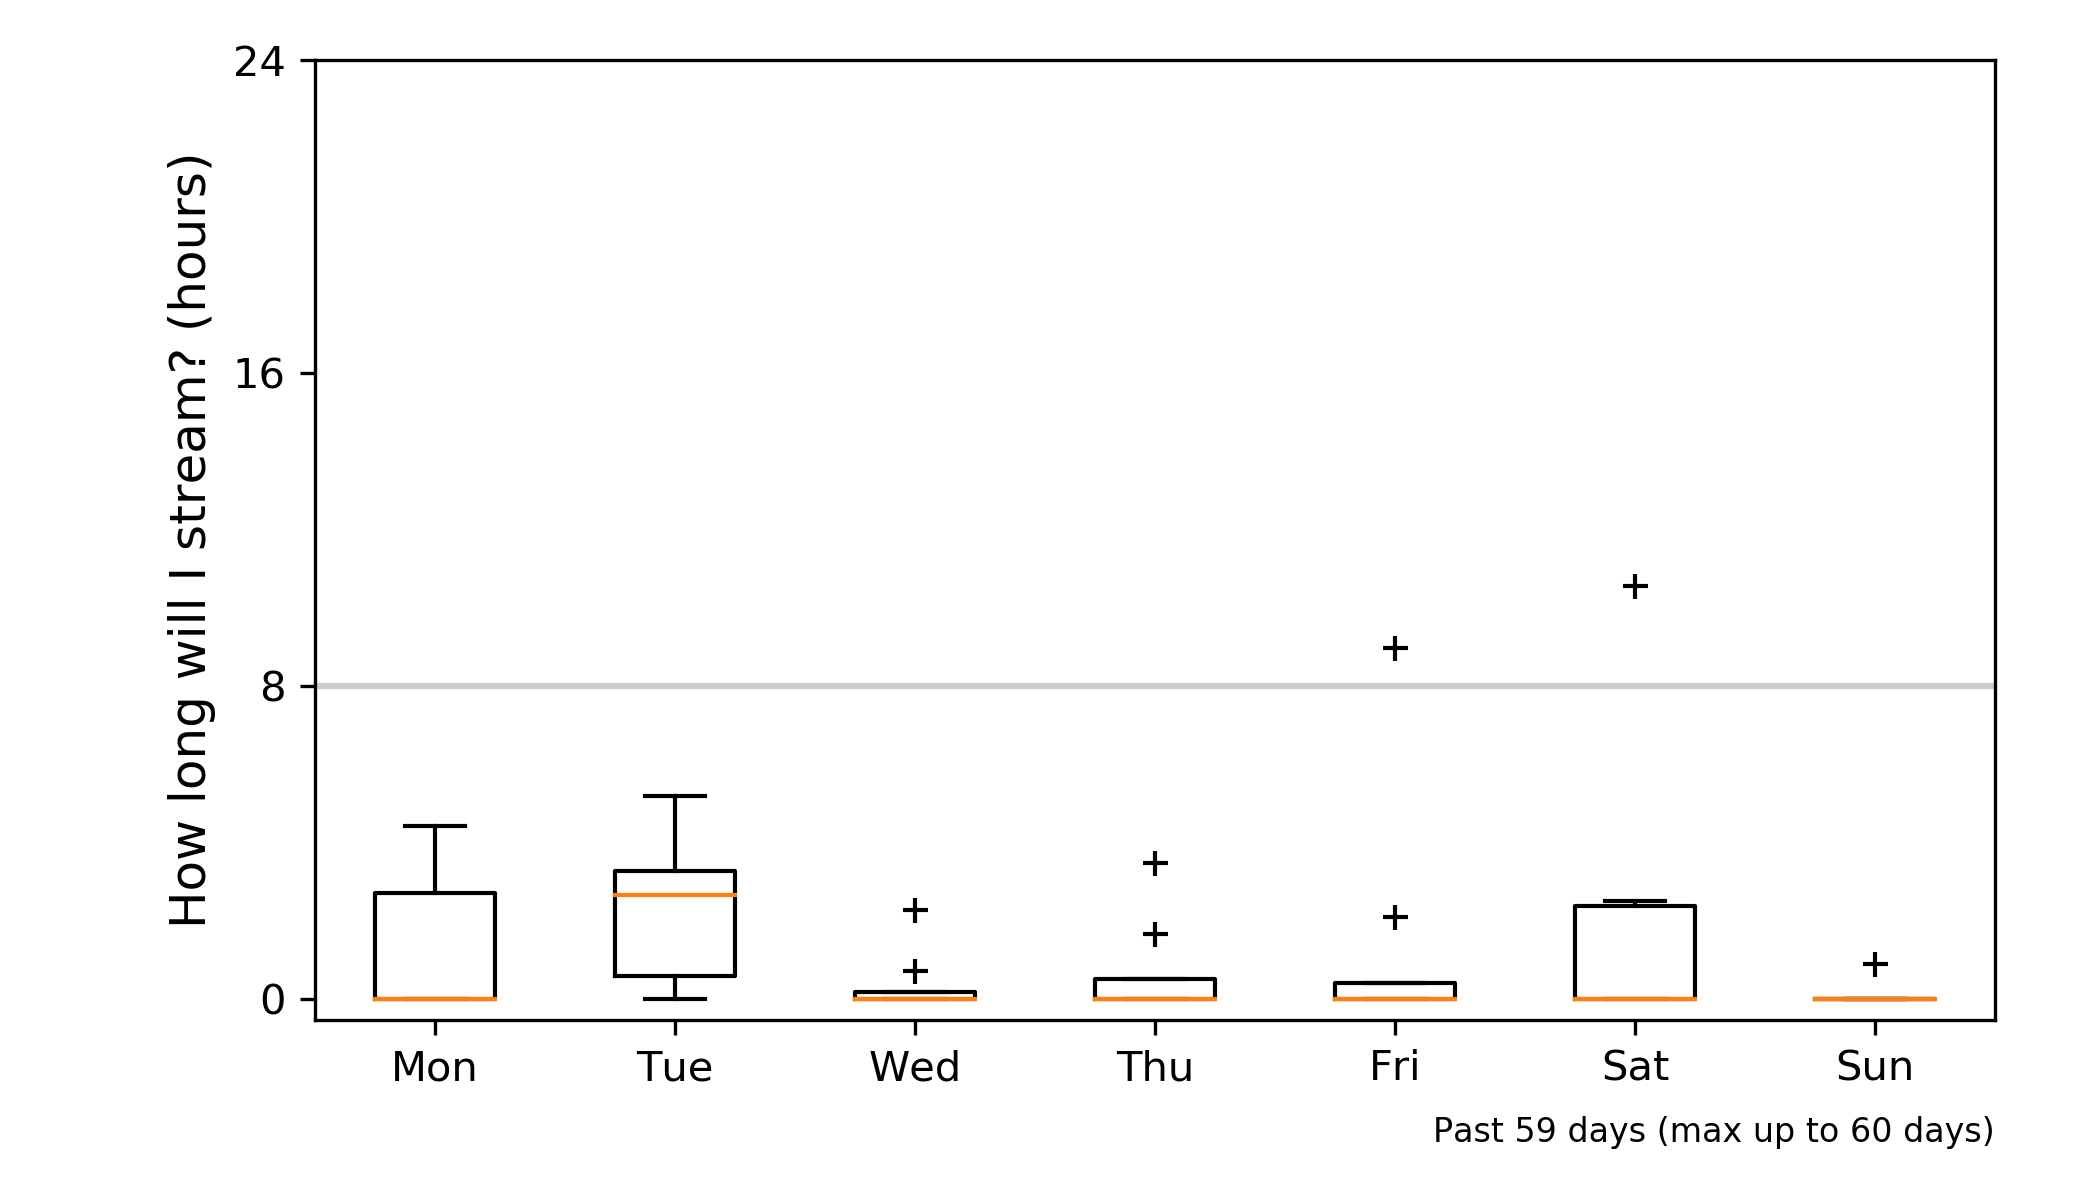 How long will I stream? (hours)
24
16
8
0
Mon Tue Wed Thu Fri Sat Sun
Past 59 days (max up to 60 days)